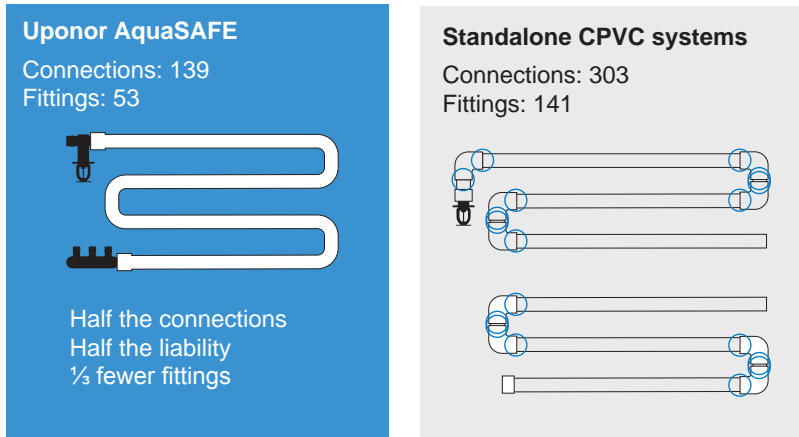 Uponor AquaSAFE
Connections: 139
Fittings: 53
Half the connections
Half the liability
⅓ fewer fittings
Standalone CPVC systems
Connections: 303
Fittings: 141